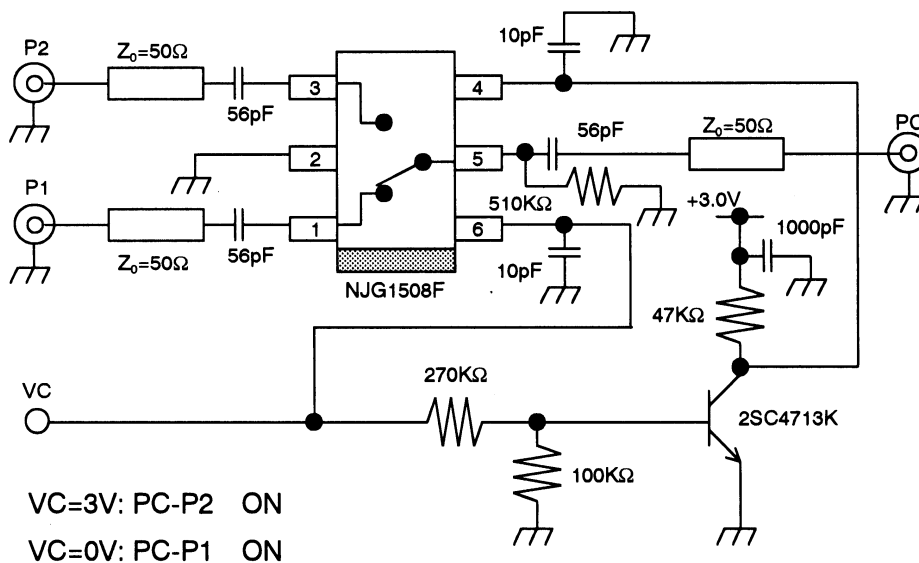 P2
Z₀=50Ω
56pF
3
2
P1
Z₀=50Ω
56pF
1
4
5
6
NJG1508F
10pF
56pF
Z₀=50Ω
PC
510KΩ
10pF
+3.0V
1000pF
47KΩ
VC
270KΩ
100KΩ
2SC4713K
VC=3V: PC-P2 ON
VC=0V: PC-P1 ON